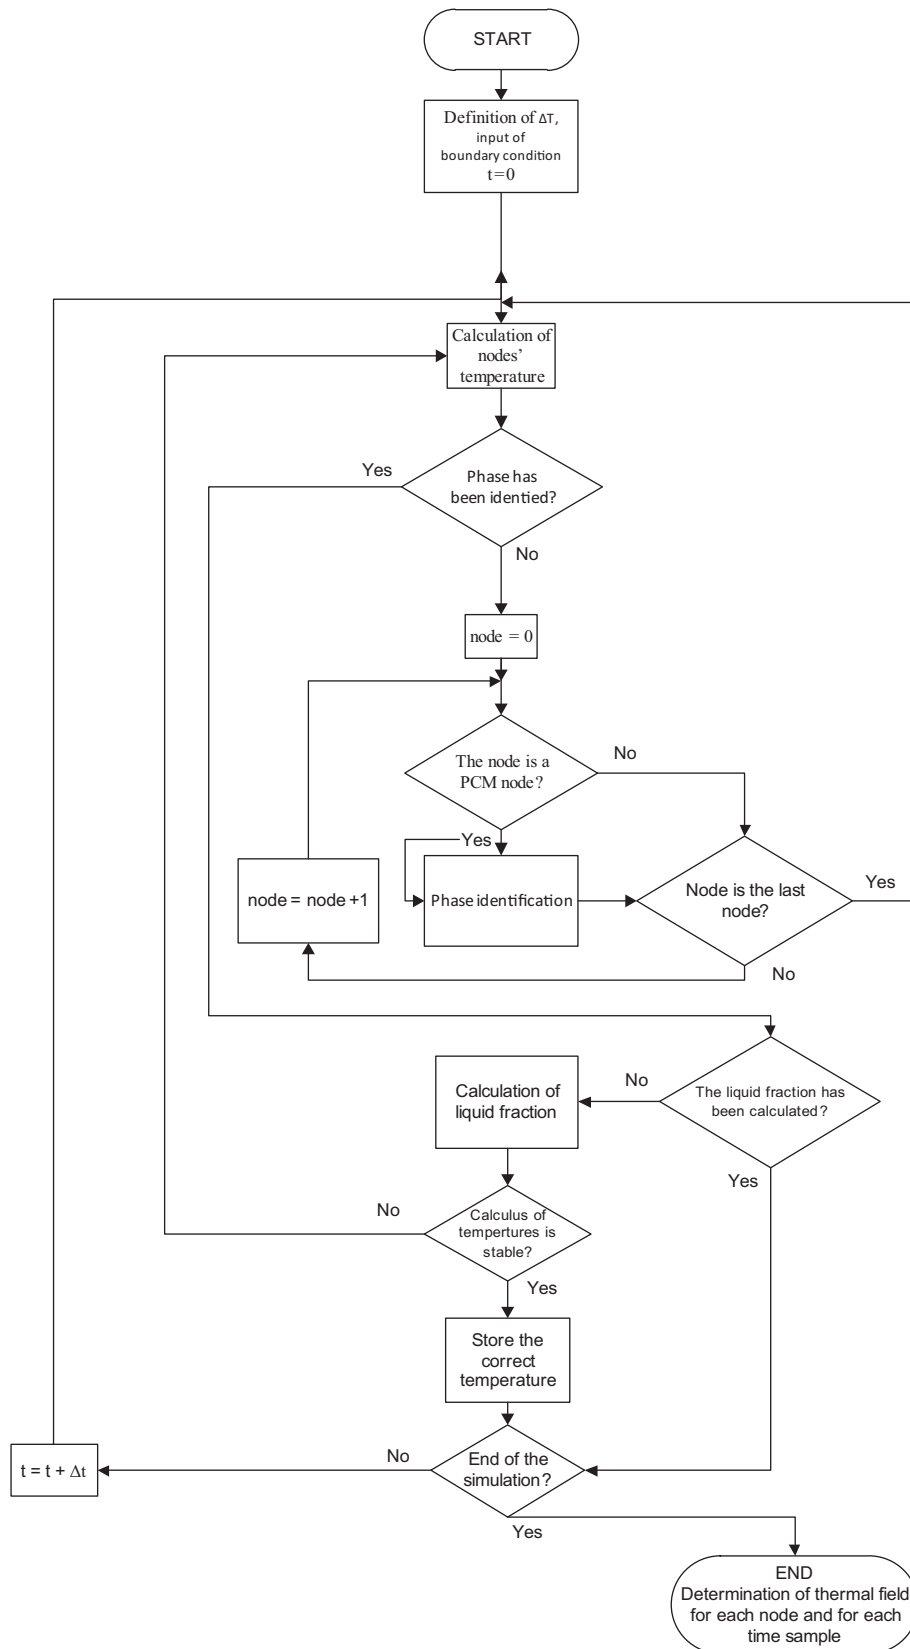 START
Definition of ΔT,
input of
boundary condition
t=0
Calculation of
nodes'
temperature
Yes
Phase has
been identied?
No
node = 0
The node is a
PCM node?
No
Yes
node = node +1
Phase identification
Node is the last
node?
Yes
No
Calculation of
liquid fraction
No
The liquid fraction has
been calculated?
Yes
No
Calculus of
tempertures is
stable?
Yes
Store the
correct
temperature
t = t + Δt
No
End of the
simulation?
Yes
END
Determination of thermal field
for each node and for each
time sample